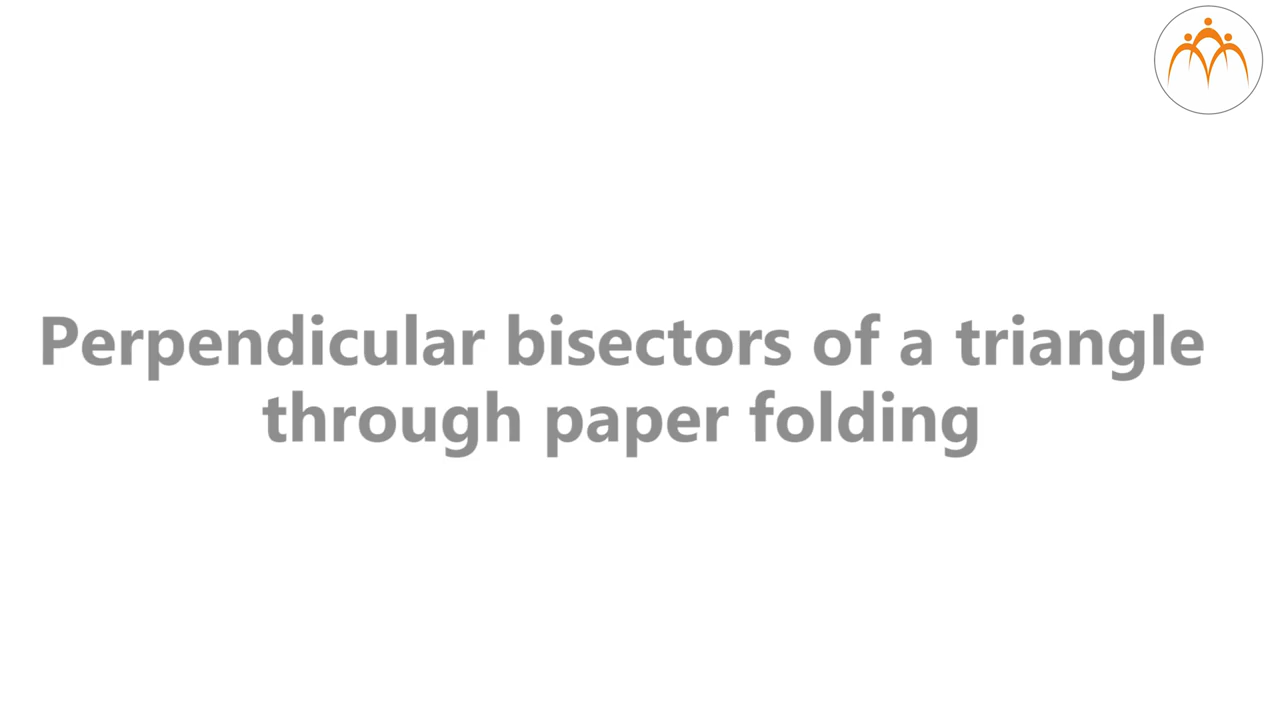 Perpendicular bisectors of a triangle
through paper folding